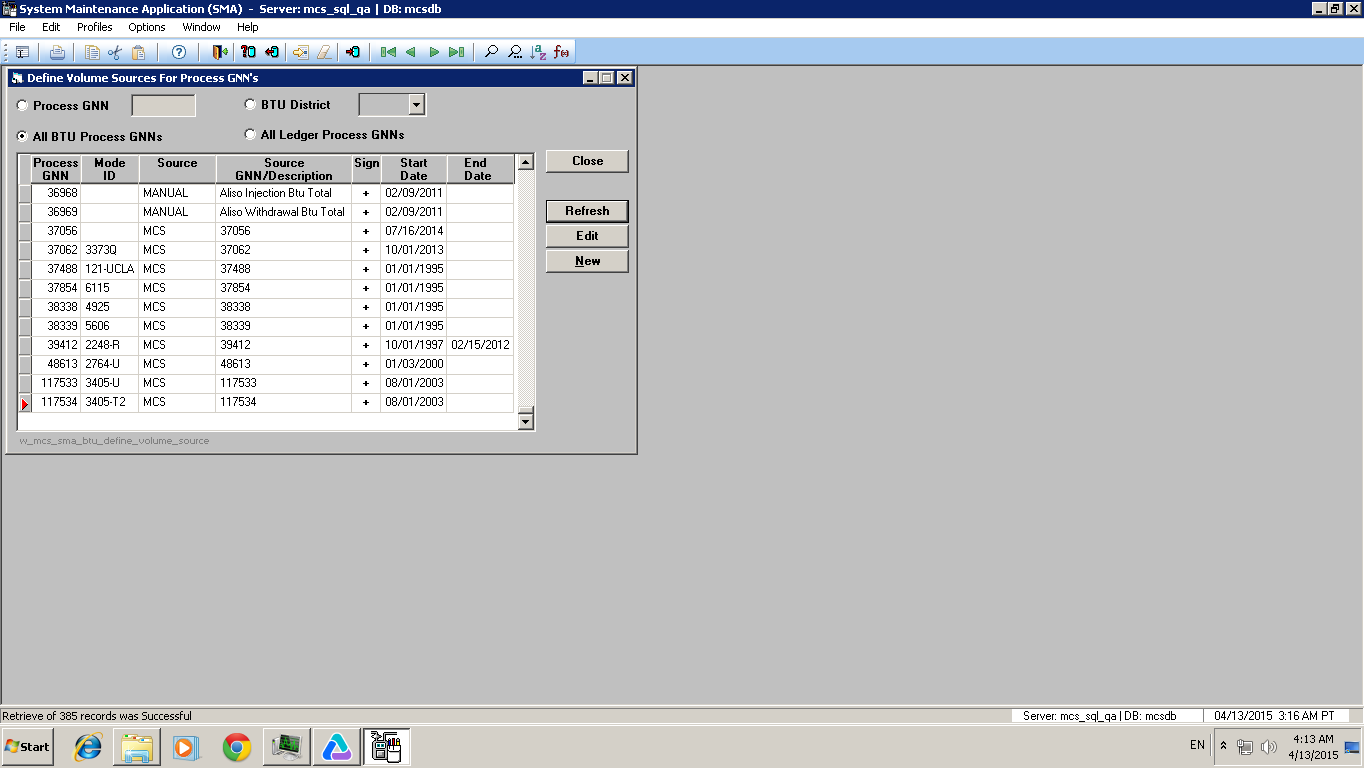 System Maintenance Application (SMA) - Server: mcs_sql_qa | DB: mcsdb
File Edit Profiles Options Window Help
Define Volume Sources For Process GNN's
Process GNN BTU District
All BTU Process GNNs All Ledger Process GNNs
Process GNN Mode ID Source Source GNN/Description Sign Start Date End Date
36968 MANUAL Aliso Injection Btu Total + 02/09/2011
36969 MANUAL Aliso Withdrawal Btu Total + 02/09/2011
37056 MCS 37056 + 07/16/2014
37062 3373Q MCS 37062 + 10/01/2013
37488 121-UCLA MCS 37488 + 01/01/1995
37854 6115 MCS 37854 + 01/01/1995
38338 4925 MCS 38338 + 01/01/1995
38339 5606 MCS 38339 + 01/01/1995
39412 2248-R MCS 39412 + 10/01/1997 02/15/2012
48613 2764-U MCS 48613 + 01/03/2000
117533 3405-U MCS 117533 + 08/01/2003
117534 3405-T2 MCS 117534 + 08/01/2003
Close
Refresh
Edit
New
w_mcs_sma_btu_define_volume_source
Retrieve of 385 records was Successful Server: mcs_sql_qa | DB: mcsdb 04/13/2015 3:16 AM PT
Start EN 4:13 AM
4/13/2015